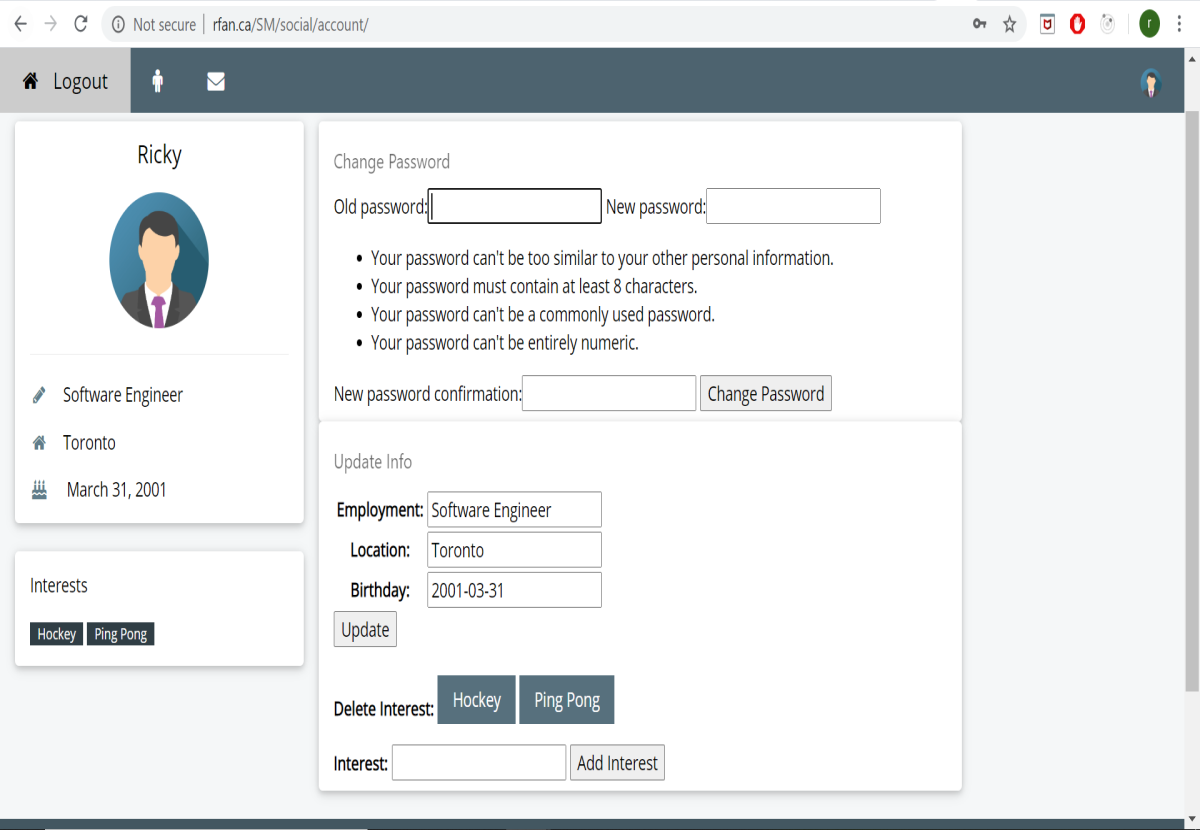 Not secure rfan.ca/SM/social/account/
r
Logout
Ricky
Software Engineer
Toronto
March 31, 2001
Interests
Hockey Ping Pong
Change Password
Old password: New password:
Your password can't be too similar to your other personal information.
Your password must contain at least 8 characters.
Your password can't be a commonly used password.
Your password can't be entirely numeric.
New password confirmation: Change Password
Update Info
Employment: Software Engineer
Location: Toronto
Birthday: 2001-03-31
Update
Delete Interest: Hockey Ping Pong
Interest: Add Interest